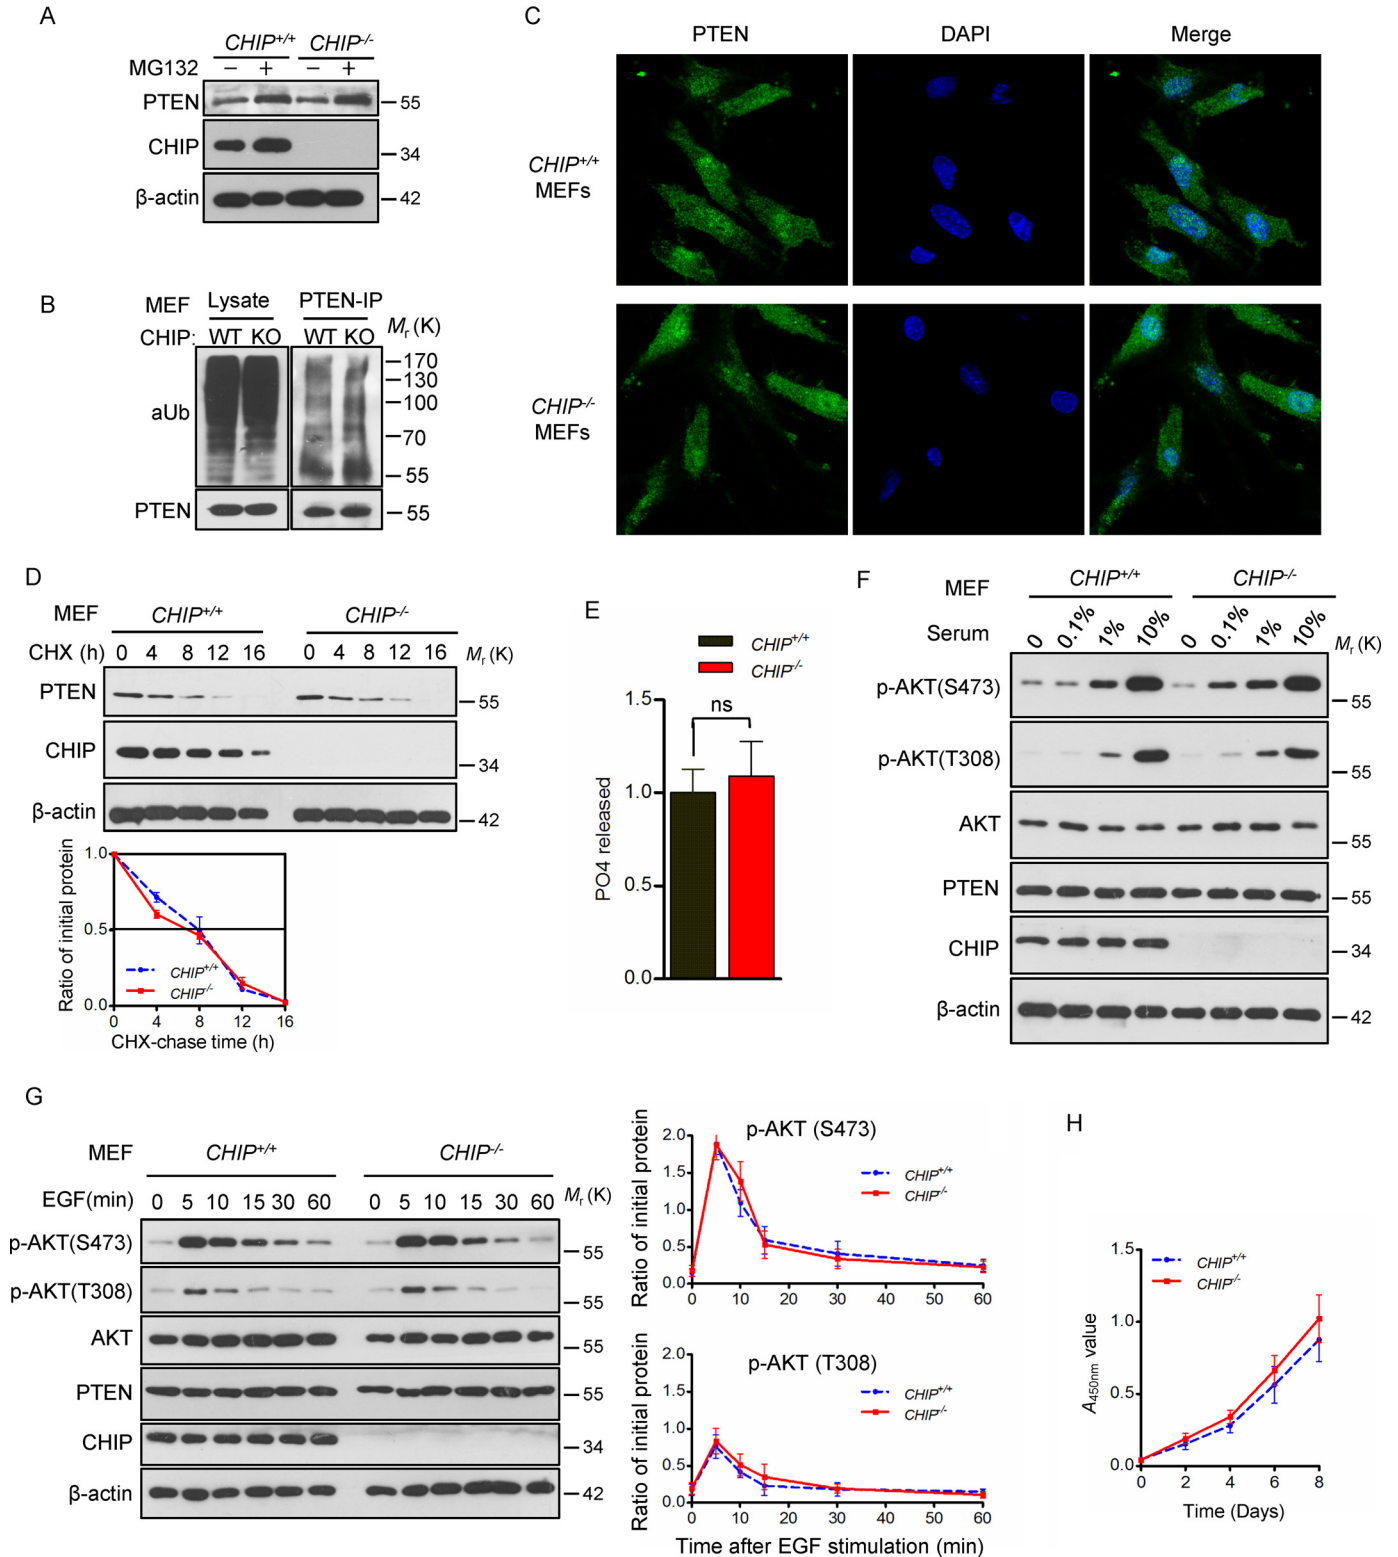 A
CHIP+/+ CHIP-/-
MG132 − + − +
PTEN 55
CHIP 34
β-actin 42
B
MEF Lysate PTEN-IP
CHIP: WT KO WT KO Mr (K)
170
130
100
aUb
70
55
PTEN 55
C
PTEN DAPI Merge
CHIP+/+
MEFs
CHIP-/-
MEFs
D
MEF CHIP+/+ CHIP-/-
CHX (h) 0 4 8 12 16 0 4 8 12 16 Mr (K)
PTEN 55
CHIP 34
β-actin 42
Ratio of initial protein
1.0
0.5
0.0
CHIP+/+
CHIP-/-
0 4 8 12 16
CHX-chase time (h)
E
CHIP+/+
CHIP-/-
PO4 released
1.5
1.0
0.5
0.0
ns
F
MEF CHIP+/+ CHIP-/-
Serum 0 0.1% 1% 10% 0 0.1% 1% 10% Mr (K)
p-AKT(S473) 55
p-AKT(T308) 55
AKT 55
PTEN 55
CHIP 34
β-actin 42
G
MEF CHIP+/+ CHIP-/-
EGF(min) 0 5 10 15 30 60 0 5 10 15 30 60 Mr (K)
p-AKT(S473) 55
p-AKT(T308) 55
AKT 55
PTEN 55
CHIP 34
β-actin 42
p-AKT (S473)
Ratio of initial protein
2.0
1.5
1.0
0.5
0.0
CHIP+/+
CHIP-/-
0 10 20 30 40 50 60
p-AKT (T308)
Ratio of initial protein
2.0
1.5
1.0
0.5
0.0
CHIP+/+
CHIP-/-
0 10 20 30 40 50 60
Time after EGF stimulation (min)
H
A450nm value
1.5
1.0
0.5
0.0
CHIP+/+
CHIP-/-
0 2 4 6 8
Time (Days)